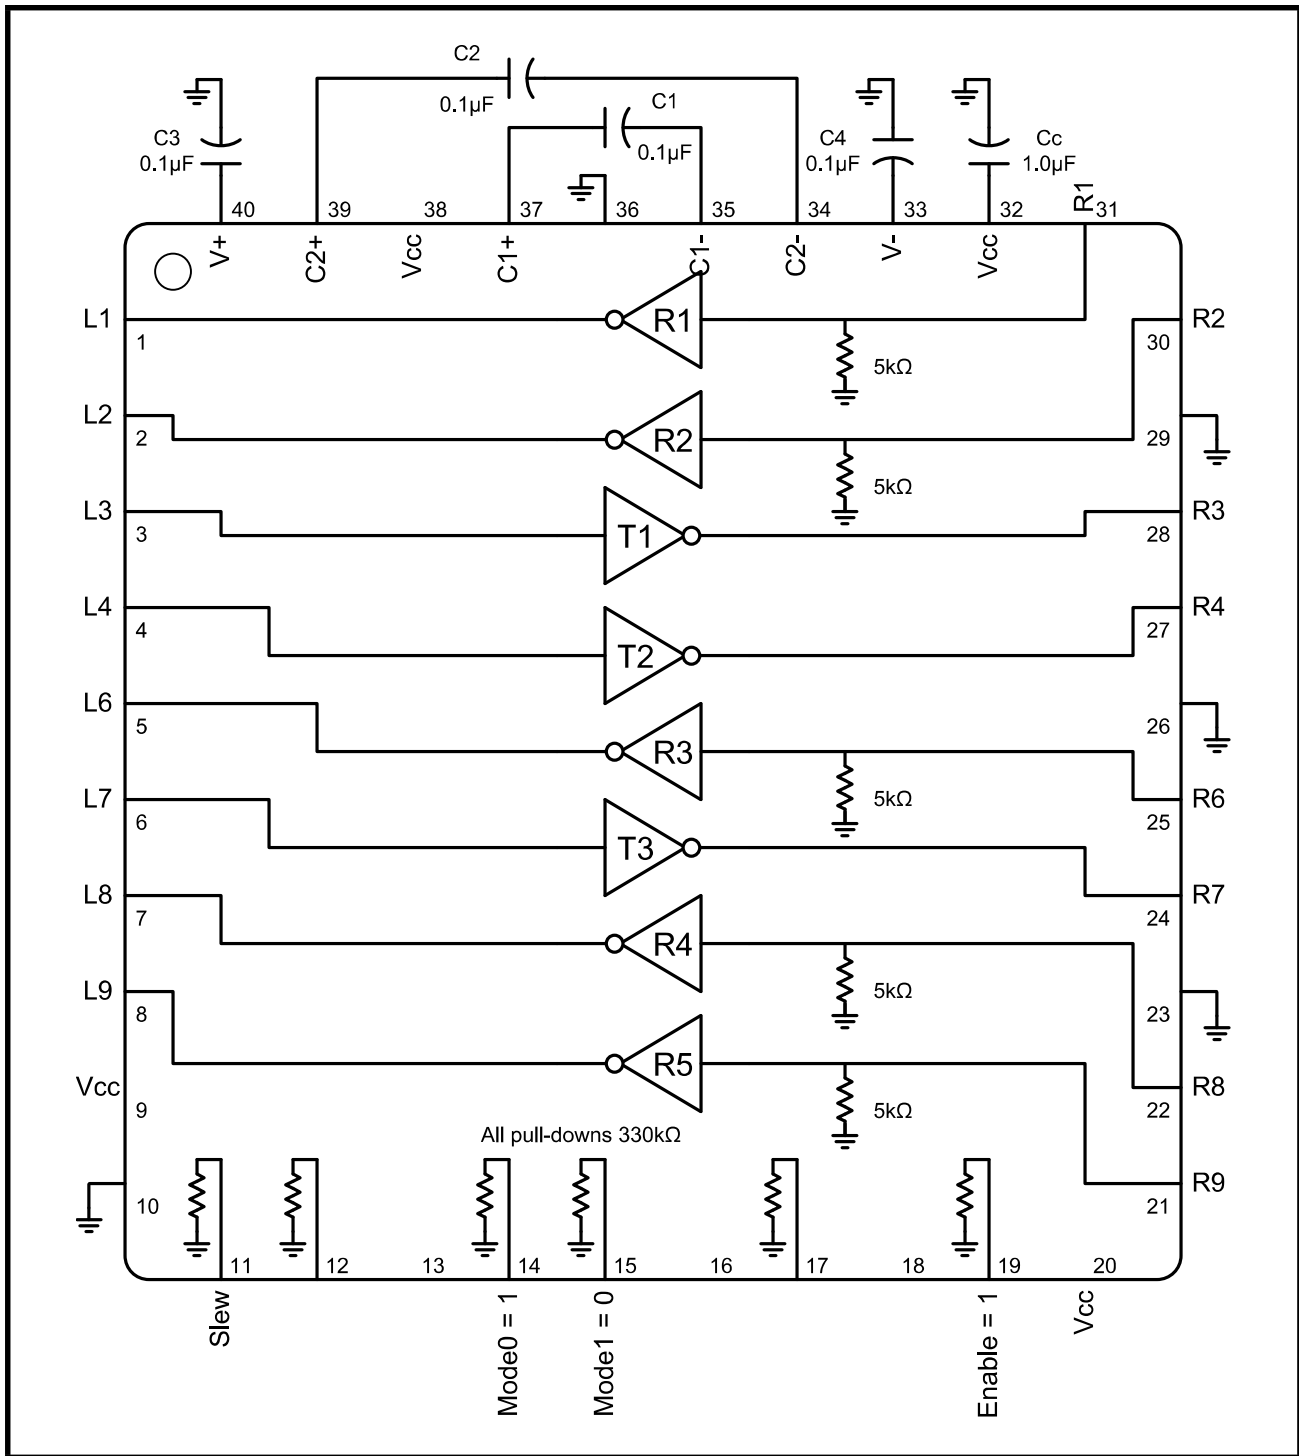 C2
0.1µF
C1
0.1µF
C3
0.1µF
C4
0.1µF
Cc
1.0µF
40 39 38 37 36 35 34 33 32 R1 31
V+ C2+ Vcc C1+ C1- C2- V- Vcc
L1 1 R1 5kΩ 30 R2
L2 2 R2 5kΩ 29
L3 3 T1 28 R3
L4 4 T2 27 R4
L6 5 R3 5kΩ 26
L7 6 T3 25 R6
L8 7 R4 5kΩ 24 R7
L9 8 R5 5kΩ 23
Vcc 9 22 R8
All pull-downs 330kΩ
10 21 R9
11 12 13 14 15 16 17 18 19 20
Slew Mode0 = 1 Mode1 = 0 Enable = 1 Vcc